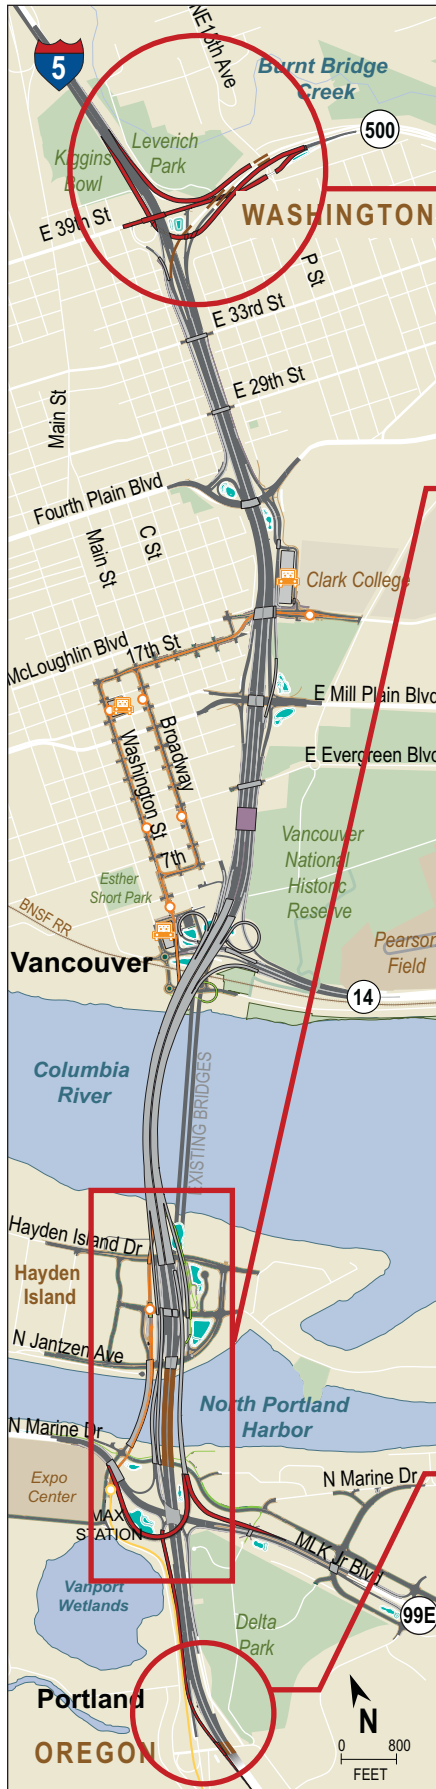 NE 15th Ave
5
Burnt Bridge
Creek
500
Leverich
Park
Kiggins
Bowl
E 39th St
WASHINGTON
P St
E 33rd St
E 29th St
Main St
Fourth Plain Blvd
Main St
C St
Clark College
McLoughlin Blvd
17th St
E Mill Plain Blvd
Broadway
Washington St
E Evergreen Blvd
7th
Vancouver
National
Historic
Reserve
Esther
Short Park
BNSF RR
Pearson
Field
Vancouver
14
Columbia
River
EXISTING BRIDGES
Hayden Island Dr
Hayden
Island
N Jantzen Ave
North Portland
Harbor
N Marine Dr
N Marine Dr
Expo
Center
MAX
STATION
MLK Jr Blvd
Vanport
Wetlands
99E
Delta
Park
Portland
OREGON
N
0 800
FEET